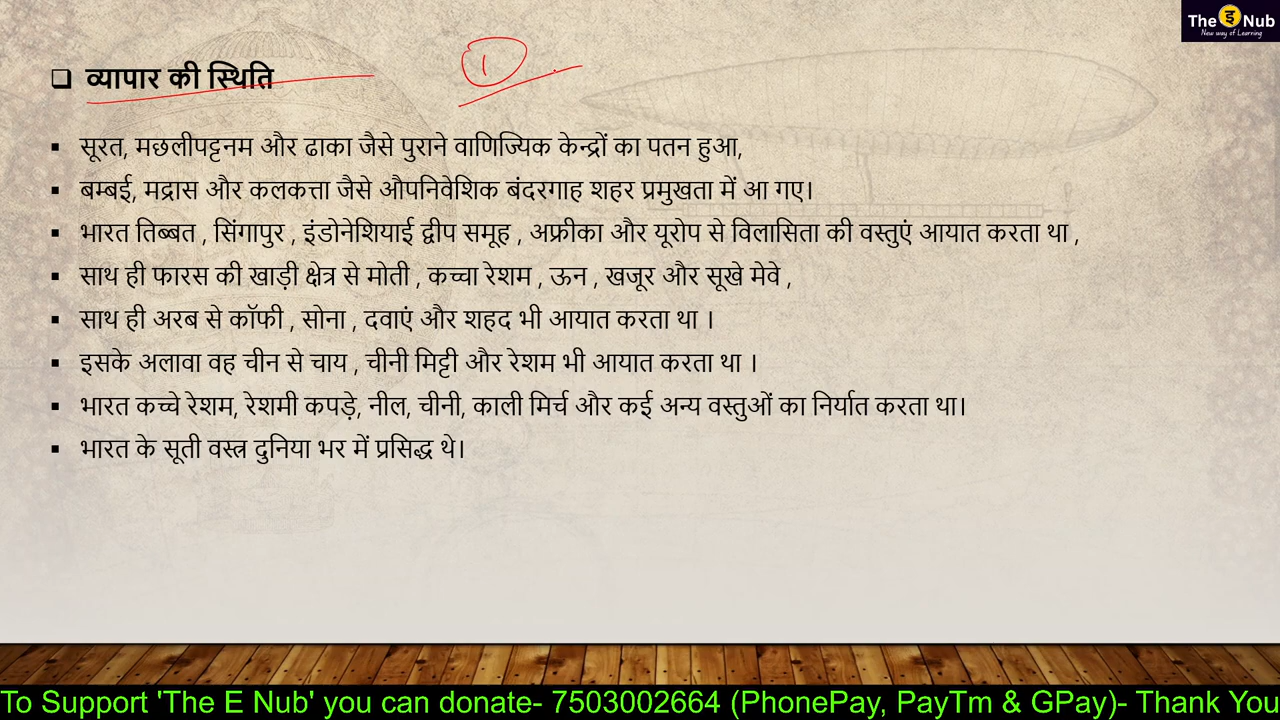 The इ Nub
New way of Learning
❑ व्यापार की स्थिति
1
▪ सूरत, मछलीपट्टनम और ढाका जैसे पुराने वाणिज्यिक केन्द्रों का पतन हुआ,
▪ बम्बई, मद्रास और कलकत्ता जैसे औपनिवेशिक बंदरगाह शहर प्रमुखता में आ गए।
▪ भारत तिब्बत , सिंगापुर , इंडोनेशियाई द्वीप समूह , अफ्रीका और यूरोप से विलासिता की वस्तुएं आयात करता था ,
▪ साथ ही फारस की खाड़ी क्षेत्र से मोती , कच्चा रेशम , ऊन , खजूर और सूखे मेवे ,
▪ साथ ही अरब से कॉफी , सोना , दवाएं और शहद भी आयात करता था ।
▪ इसके अलावा वह चीन से चाय , चीनी मिट्टी और रेशम भी आयात करता था ।
▪ भारत कच्चे रेशम, रेशमी कपड़े, नील, चीनी, काली मिर्च और कई अन्य वस्तुओं का निर्यात करता था।
▪ भारत के सूती वस्त्र दुनिया भर में प्रसिद्ध थे।
To Support 'The E Nub' you can donate- 7503002664 (PhonePay, PayTm & GPay)- Thank You